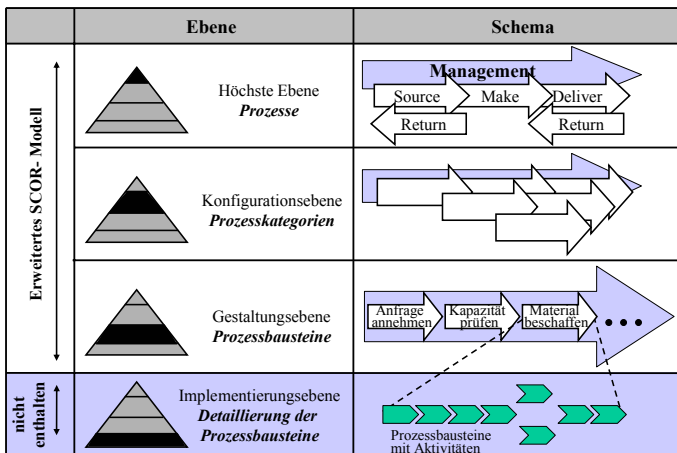 Ebene
Schema
Erweitertes SCOR- Modell
Höchste Ebene
Prozesse
Management
Source
Make
Deliver
Return
Return
Konfigurationsebene
Prozesskategorien
Gestaltungsebene
Prozessbausteine
Anfrage
annehmen
Kapazität
prüfen
Material
beschaffen
nicht
enthalten
Implementierungsebene
Detaillierung der
Prozessbausteine
Prozessbausteine
mit Aktivitäten